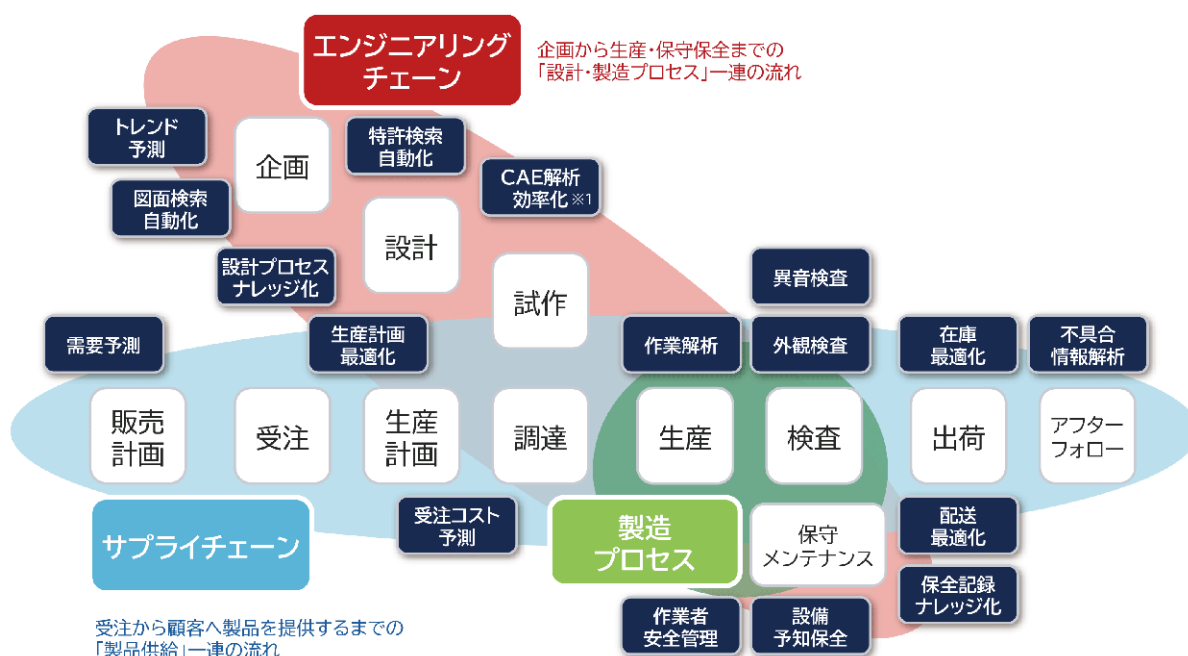 エンジニアリング
チェーン
企画から生産・保守保全までの
「設計・製造プロセス」一連の流れ
トレンド
予測
企画
特許検索
自動化
CAE解析
効率化※1
図面検索
自動化
設計
設計プロセス
ナレッジ化
試作
異音検査
需要予測
生産計画
最適化
作業解析
外観検査
在庫
最適化
不具合
情報解析
販売
計画
受注
生産
計画
調達
生産
検査
出荷
アフター
フォロー
サプライチェーン
受注コスト
予測
製造
プロセス
保守
メンテナンス
配送
最適化
保全記録
ナレッジ化
作業者
安全管理
設備
予知保全
受注から顧客へ製品を提供するまでの
「製品供給」一連の流れ